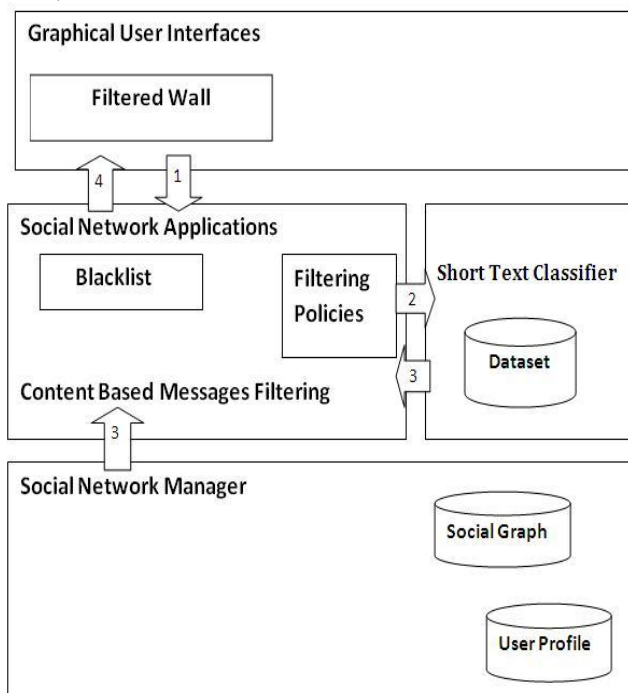 Graphical User Interfaces
Filtered Wall
4
1
Social Network Applications
Blacklist
Filtering
Policies
2
Short Text Classifier
Dataset
3
Content Based Messages Filtering
3
Social Network Manager
Social Graph
User Profile